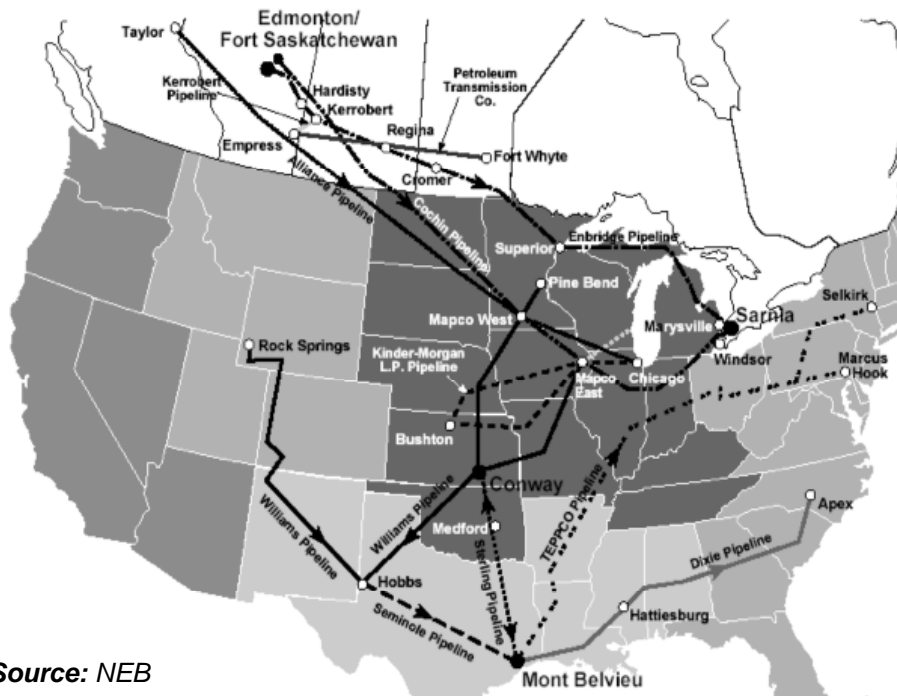 Edmonton/
Fort Saskatchewan
Taylor
Kerrobert
Pipeline
Hardisty
Kerrobert
Petroleum
Transmission
Co.
Regina
Empress
Fort Whyte
Cromer
Alliance Pipeline
Cochin Pipeline
Superior
Enbridge Pipeline
Pine Bend
Selkirk
Mapco West
Marysville
Sarnia
Rock Springs
Windsor
Marcus
Hook
Kinder-Morgan
L.P. Pipeline
Mapco
East
Chicago
Bushton
Conway
TEPPCO Pipeline
Apex
Williams Pipeline
Williams Pipeline
Medford
Sterling Pipeline
Dixie Pipeline
Hobbs
Hattiesburg
Seminole Pipeline
Source: NEB
Mont Belvieu